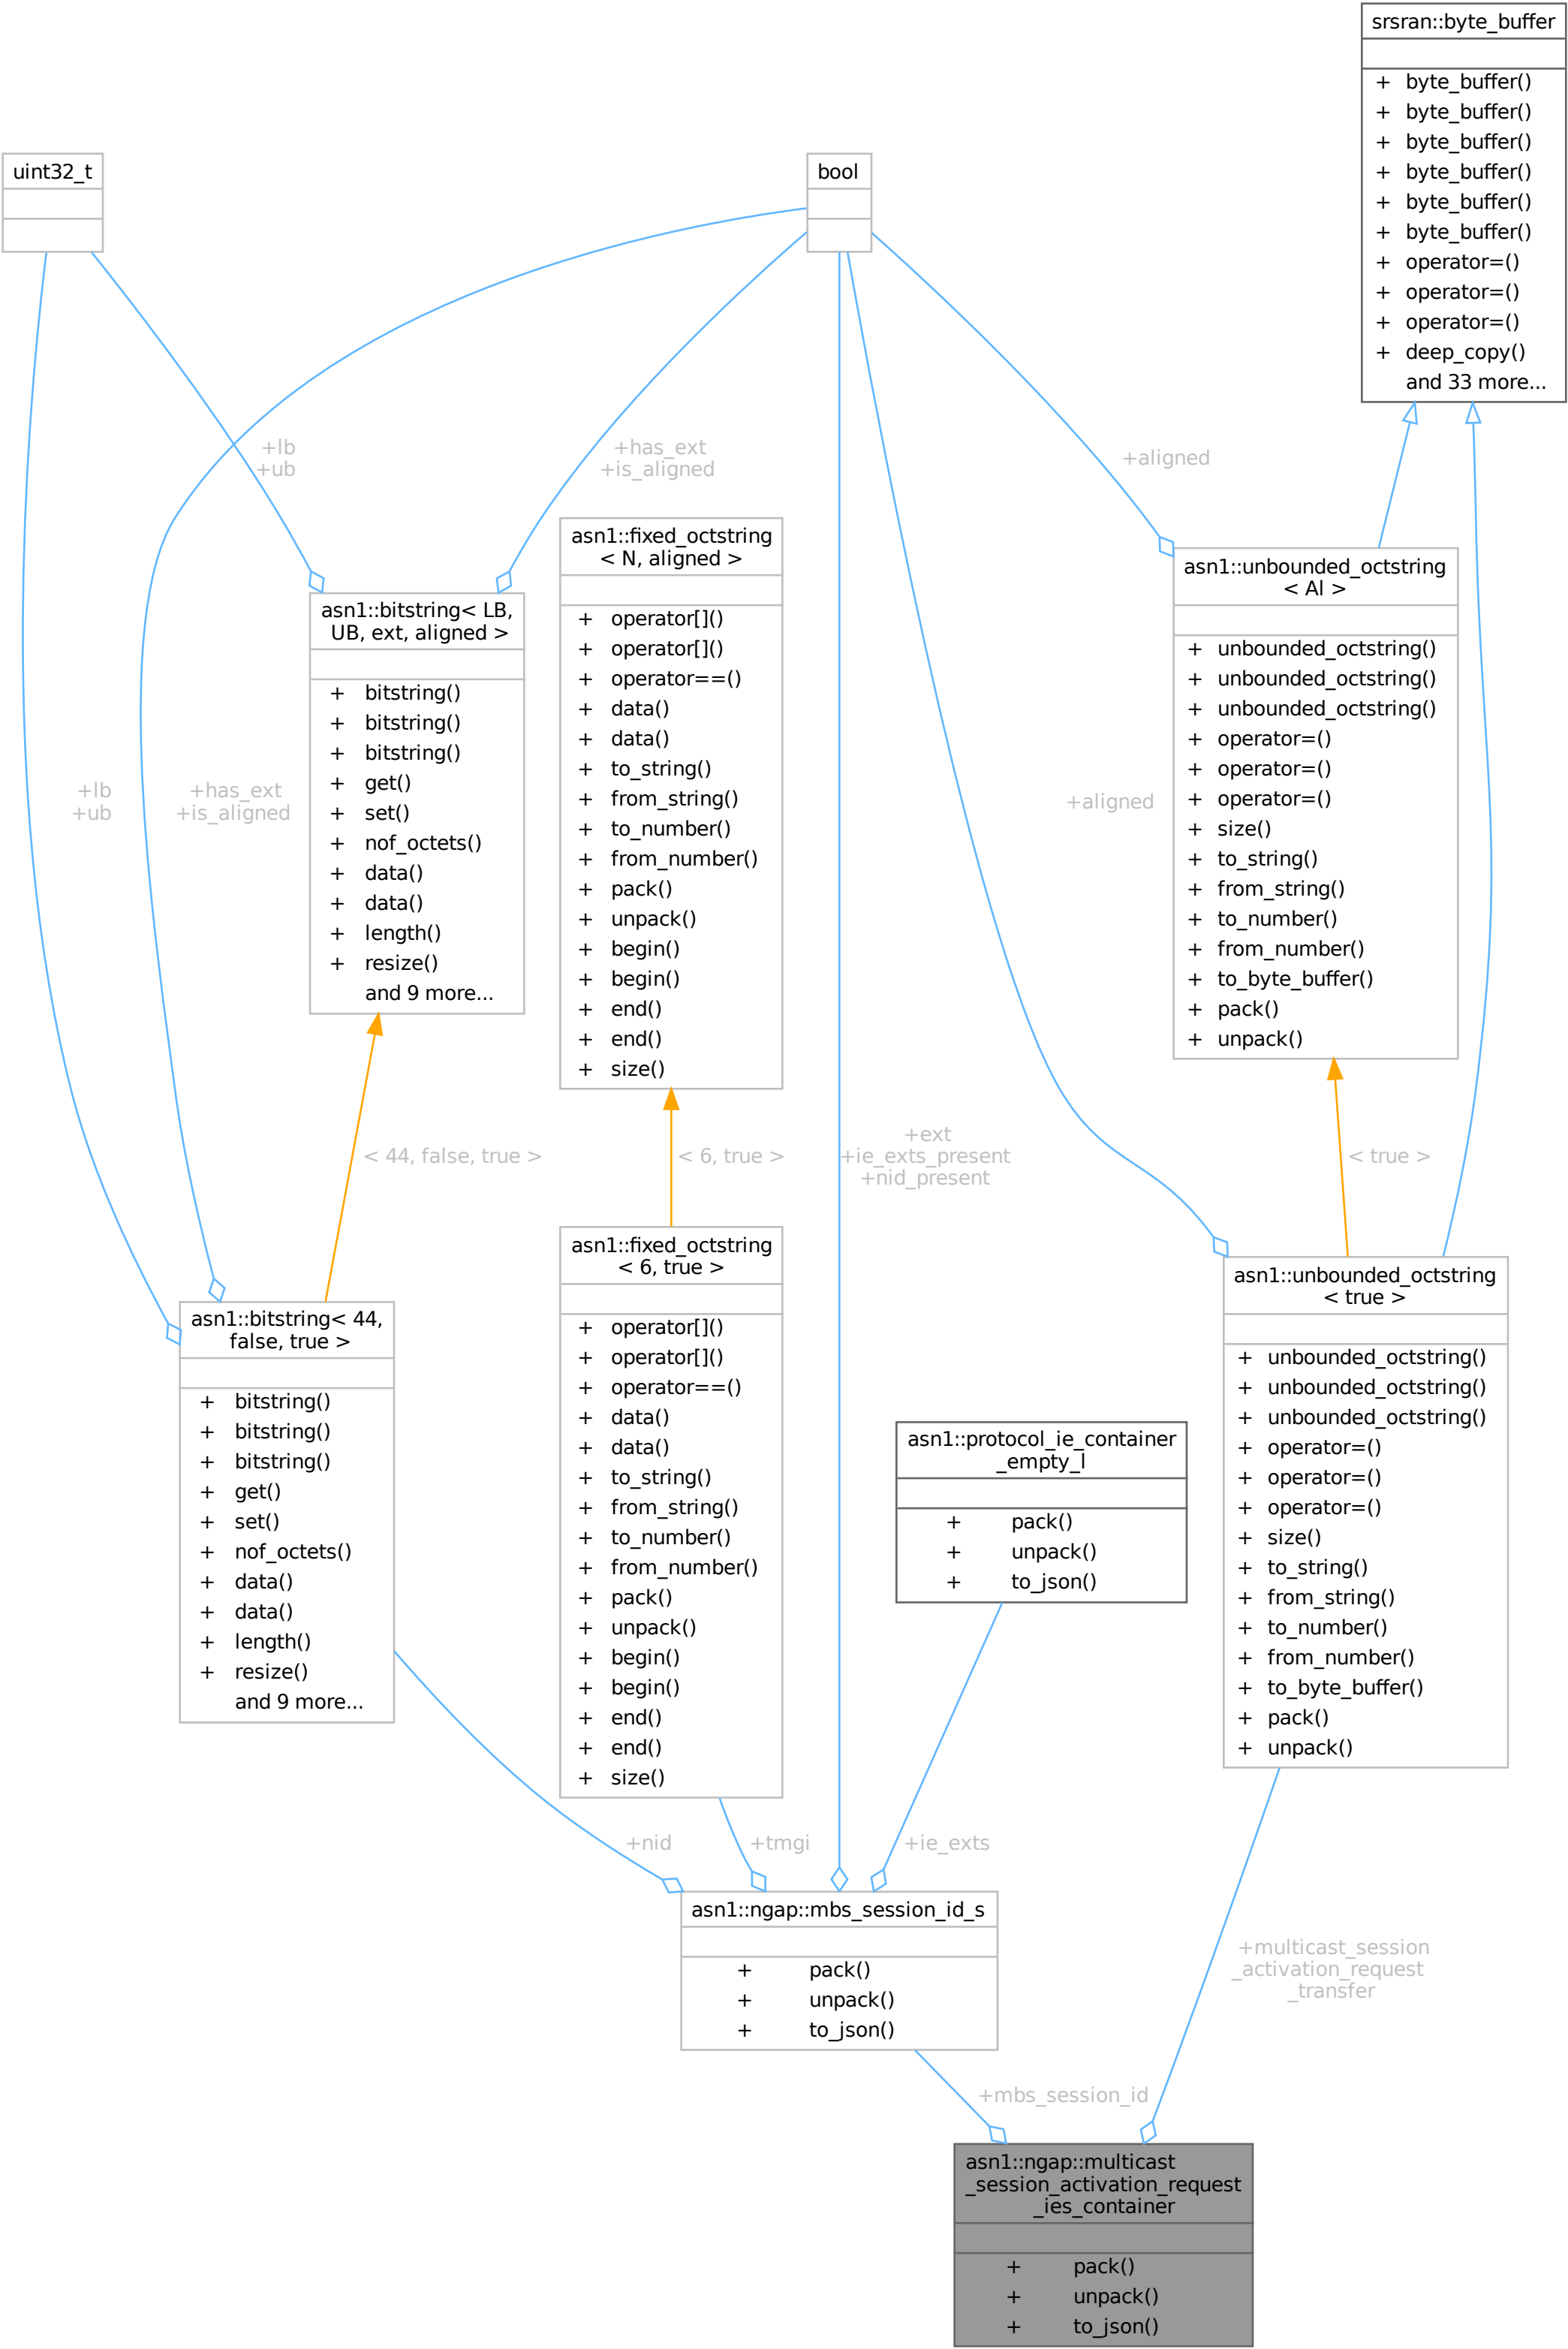 srsran::byte_buffer
+ byte_buffer()
+ byte_buffer()
+ byte_buffer()
+ byte_buffer()
+ byte_buffer()
+ byte_buffer()
+ operator=()
+ operator=()
+ operator=()
+ deep_copy()
and 33 more...
uint32_t
bool
+lb
+ub
+has_ext
+is_aligned
+aligned
asn1::bitstring< LB,
UB, ext, aligned >
+ bitstring()
+ bitstring()
+ bitstring()
+ get()
+ set()
+ nof_octets()
+ data()
+ data()
+ length()
+ resize()
and 9 more...
asn1::fixed_octstring
< N, aligned >
+ operator[]()
+ operator[]()
+ operator==()
+ data()
+ data()
+ to_string()
+ from_string()
+ to_number()
+ from_number()
+ pack()
+ unpack()
+ begin()
+ begin()
+ end()
+ end()
+ size()
asn1::unbounded_octstring
< Al >
+ unbounded_octstring()
+ unbounded_octstring()
+ unbounded_octstring()
+ operator=()
+ operator=()
+ operator=()
+ size()
+ to_string()
+ from_string()
+ to_number()
+ from_number()
+ to_byte_buffer()
+ pack()
+ unpack()
+lb
+ub
+has_ext
+is_aligned
+aligned
< 44, false, true >
< 6, true >
+ext
+ie_exts_present
+nid_present
< true >
asn1::bitstring< 44,
false, true >
+ bitstring()
+ bitstring()
+ bitstring()
+ get()
+ set()
+ nof_octets()
+ data()
+ data()
+ length()
+ resize()
and 9 more...
asn1::fixed_octstring
< 6, true >
+ operator[]()
+ operator[]()
+ operator==()
+ data()
+ data()
+ to_string()
+ from_string()
+ to_number()
+ from_number()
+ pack()
+ unpack()
+ begin()
+ begin()
+ end()
+ end()
+ size()
asn1::protocol_ie_container
_empty_l
+ pack()
+ unpack()
+ to_json()
asn1::unbounded_octstring
< true >
+ unbounded_octstring()
+ unbounded_octstring()
+ unbounded_octstring()
+ operator=()
+ operator=()
+ operator=()
+ size()
+ to_string()
+ from_string()
+ to_number()
+ from_number()
+ to_byte_buffer()
+ pack()
+ unpack()
+nid
+tmgi
+ie_exts
asn1::ngap::mbs_session_id_s
+ pack()
+ unpack()
+ to_json()
+multicast_session
_activation_request
_transfer
+mbs_session_id
asn1::ngap::multicast
_session_activation_request
_ies_container
+ pack()
+ unpack()
+ to_json()